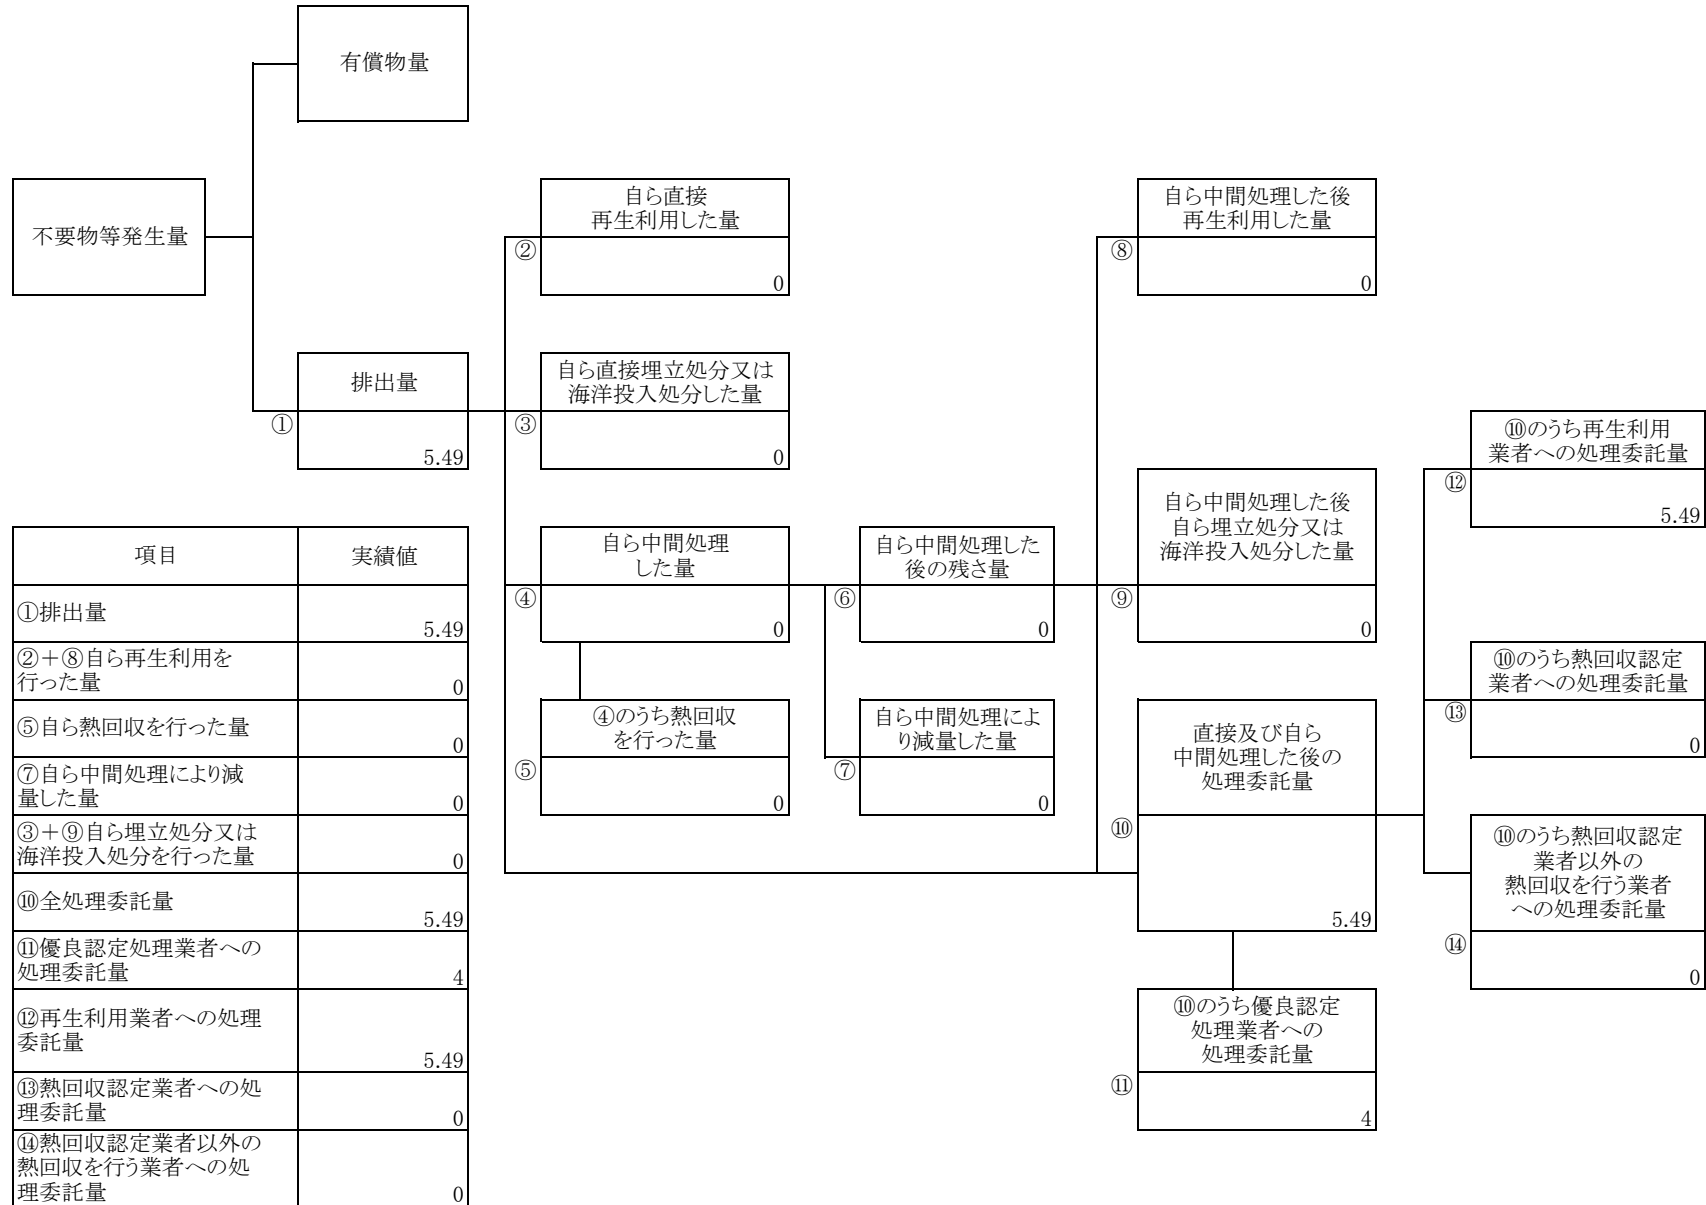 有償物量
不要物等発生量
自ら直接
再生利用した量
②
0
自ら中間処理した後
再生利用した量
⑧
0
排出量
①
5.49
自ら直接埋立処分又は
海洋投入処分した量
③
0
⑩のうち再生利用
業者への処理委託量
⑫
5.49
自ら中間処理
した量
④
0
自ら中間処理した
後の残さ量
⑥
0
自ら中間処理した後
自ら埋立処分又は
海洋投入処分した量
⑨
0
⑩のうち熱回収認定
業者への処理委託量
⑬
0
④のうち熱回収
を行った量
⑤
0
自ら中間処理によ
り減量した量
⑦
0
直接及び自ら
中間処理した後の
処理委託量
⑩
5.49
⑩のうち熱回収認定
業者以外の
熱回収を行う業者
への処理委託量
⑭
0
⑩のうち優良認定
処理業者への
処理委託量
⑪
4
項目 実績値
①排出量
5.49
②＋⑧自ら再生利用を
行った量
0
⑤自ら熱回収を行った量
0
⑦自ら中間処理により減
量した量
0
③＋⑨自ら埋立処分又は
海洋投入処分を行った量
0
⑩全処理委託量
5.49
⑪優良認定処理業者への
処理委託量
4
⑫再生利用業者への処理
委託量
5.49
⑬熱回収認定業者への処
理委託量
0
⑭熱回収認定業者以外の
熱回収を行う業者への処
理委託量
0